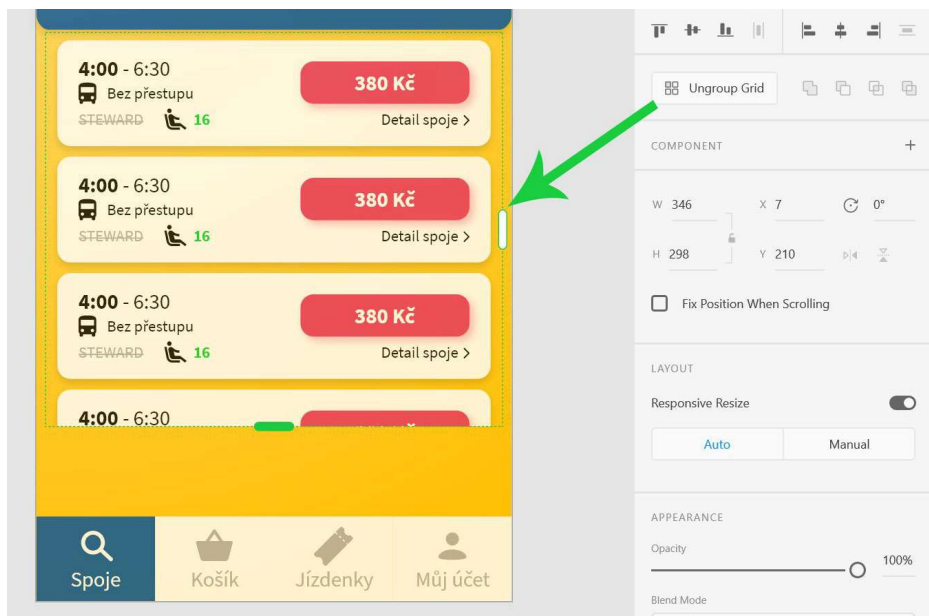 4:00 - 6:30
Bez přestupu
STEWARD 16
380 Kč
Detail spoje >
4:00 - 6:30
Bez přestupu
STEWARD 16
380 Kč
Detail spoje >
4:00 - 6:30
Bez přestupu
STEWARD 16
380 Kč
Detail spoje >
4:00 - 6:30
Spoje
Košík
Jízdenky
Můj účet
Ungroup Grid
COMPONENT +
W 346 X 7 0°
H 298 Y 210
Fix Position When Scrolling
LAYOUT
Responsive Resize
Auto Manual
APPEARANCE
Opacity
100%
Blend Mode